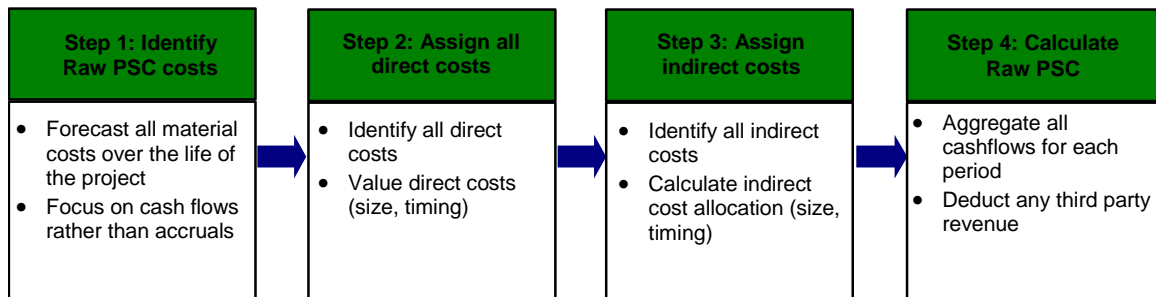 Step 1: Identify
Raw PSC costs
• Forecast all material
costs over the life of
the project
• Focus on cash flows
rather than accruals
Step 2: Assign all
direct costs
• Identify all direct
costs
• Value direct costs
(size, timing)
Step 3: Assign
indirect costs
• Identify all indirect
costs
• Calculate indirect
cost allocation (size,
timing)
Step 4: Calculate
Raw PSC
• Aggregate all
cashflows for each
period
• Deduct any third party
revenue